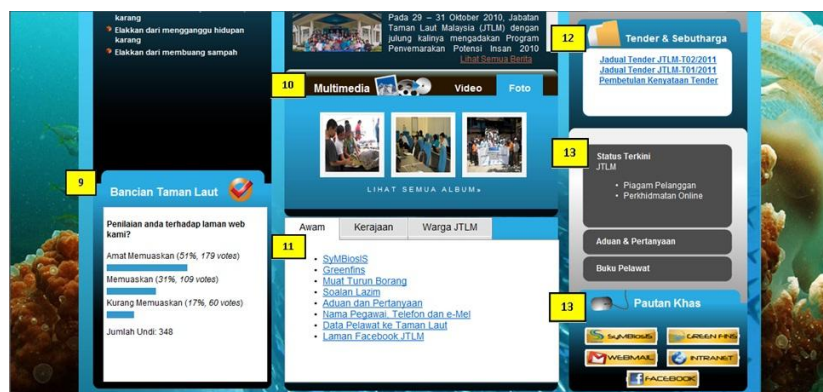 karang
Elakkan dari mengganggu hidupan
karang
Elakkan dari membuang sampah
9
Bancian Taman Laut
Penilaian anda terhadap laman web
kami?
Amat Memuaskan (51%, 179 votes)
Memuaskan (31%, 109 votes)
Kurang Memuaskan (17%, 60 votes)
Jumlah Undi: 348
Pada 29 – 31 Oktober 2010, Jabatan
Taman Laut Malaysia (JTLM) dengan
julung kalinya mengadakan Program
Penyemarakan Potensi Insan 2010
Lihat Semua Berita
10
Multimedia
Video
Foto
LIHAT SEMUA ALBUM»
Awam
Kerajaan
Warga JTLM
11
SyMBiosIS
Greenfins
Muat Turun Borang
Soalan Lazim
Aduan dan Pertanyaan
Nama Pegawai, Telefon dan e-Mel
Data Pelawat ke Taman Laut
Laman Facebook JTLM
12
Tender & Sebutharga
Jadual Tender JTLM-T02/2011
Jadual Tender JTLM-T01/2011
Pembetulan Kenyataan Tender
13
Status Terkini
JTLM
Piagam Pelanggan
Perkhidmatan Online
Aduan & Pertanyaan
Buku Pelawat
13
Pautan Khas
SyMBiosIS
GREEN FINS
WEBMAIL
INTRANET
FACEBOOK